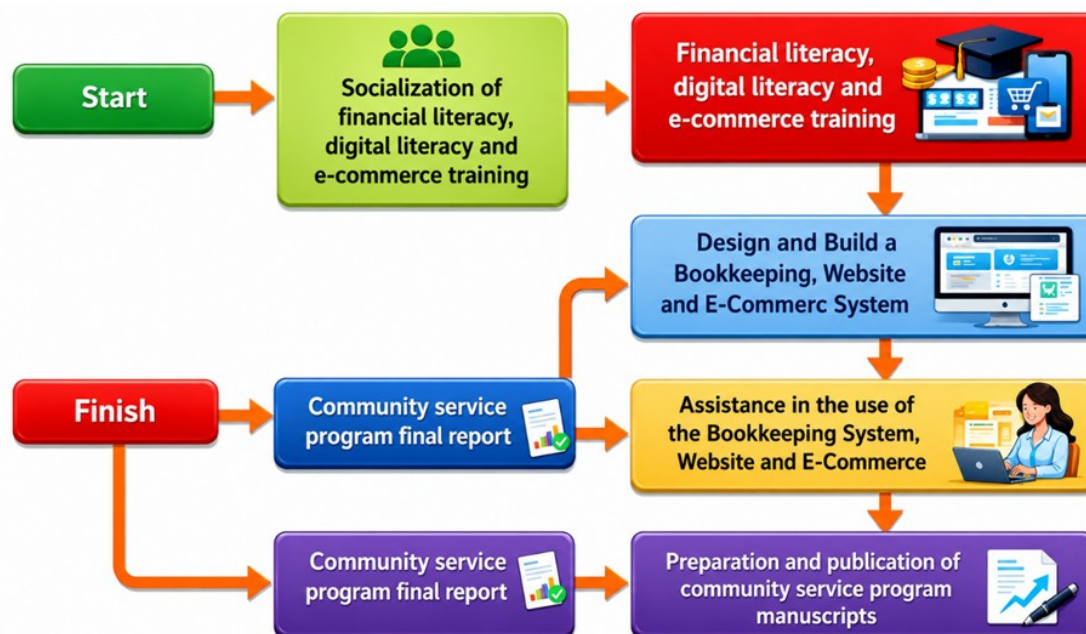 Start
Socialization of
financial literacy,
digital literacy and
e-commerce training
Financial literacy,
digital literacy and
e-commerce training
Design and Build a
Bookkeeping, Website
and E-Commerc System
Finish
Community service
program final report
Assistance in the use of
the Bookkeeping System,
Website and E-Commerce
Community service
program final report
Preparation and publication of
community service program
manuscripts